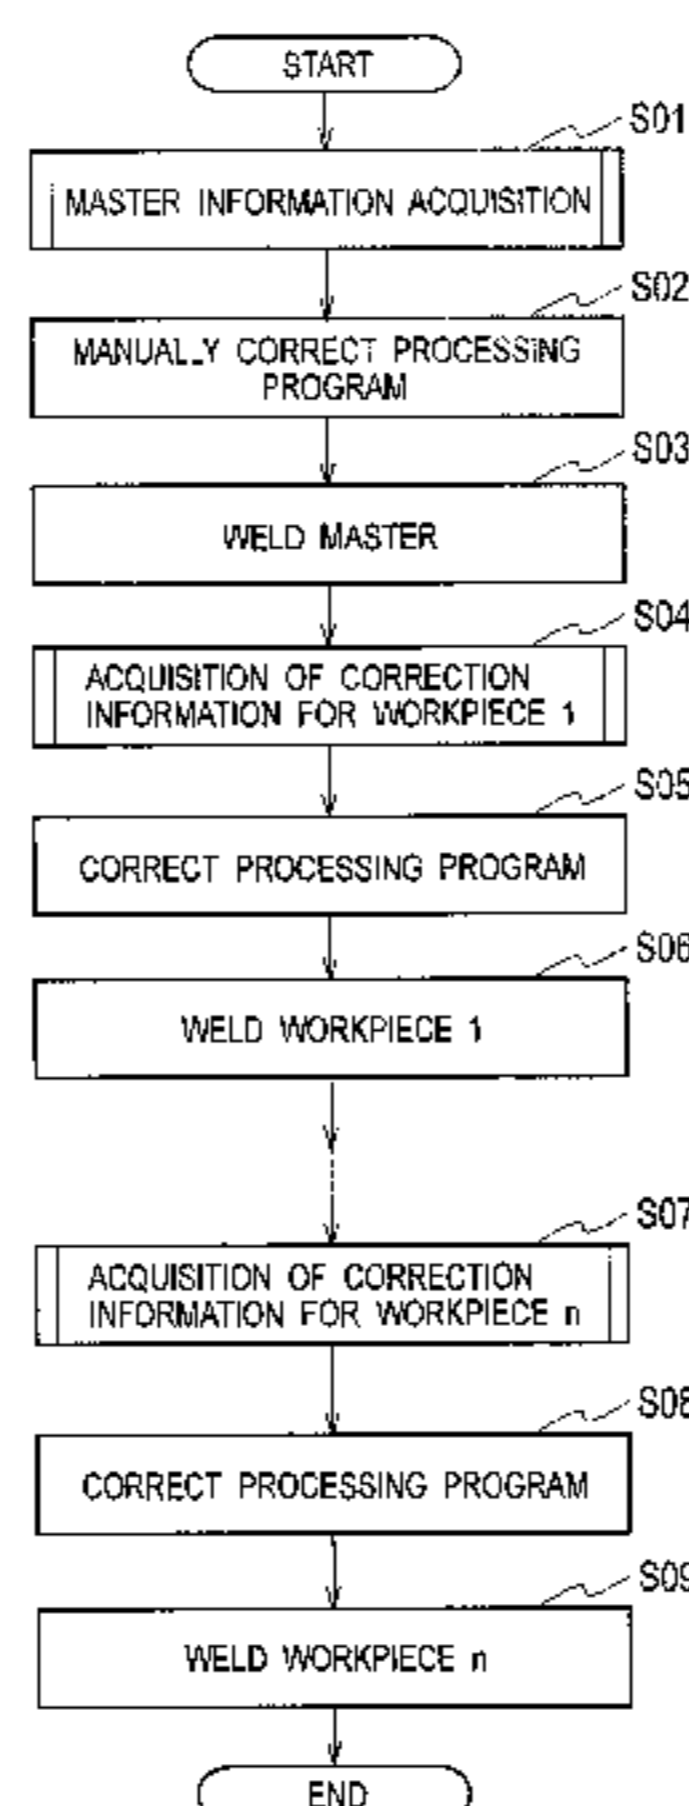 START
S01
MASTER INFORMATION ACQUISITION
S02
MANUALLY CORRECT PROCESSING
PROGRAM
S03
WELD MASTER
S04
ACQUISITION OF CORRECTION
INFORMATION FOR WORKPIECE 1
S05
CORRECT PROCESSING PROGRAM
S06
WELD WORKPIECE 1
S07
ACQUISITION OF CORRECTION
INFORMATION FOR WORKPIECE n
S08
CORRECT PROCESSING PROGRAM
S09
WELD WORKPIECE n
END